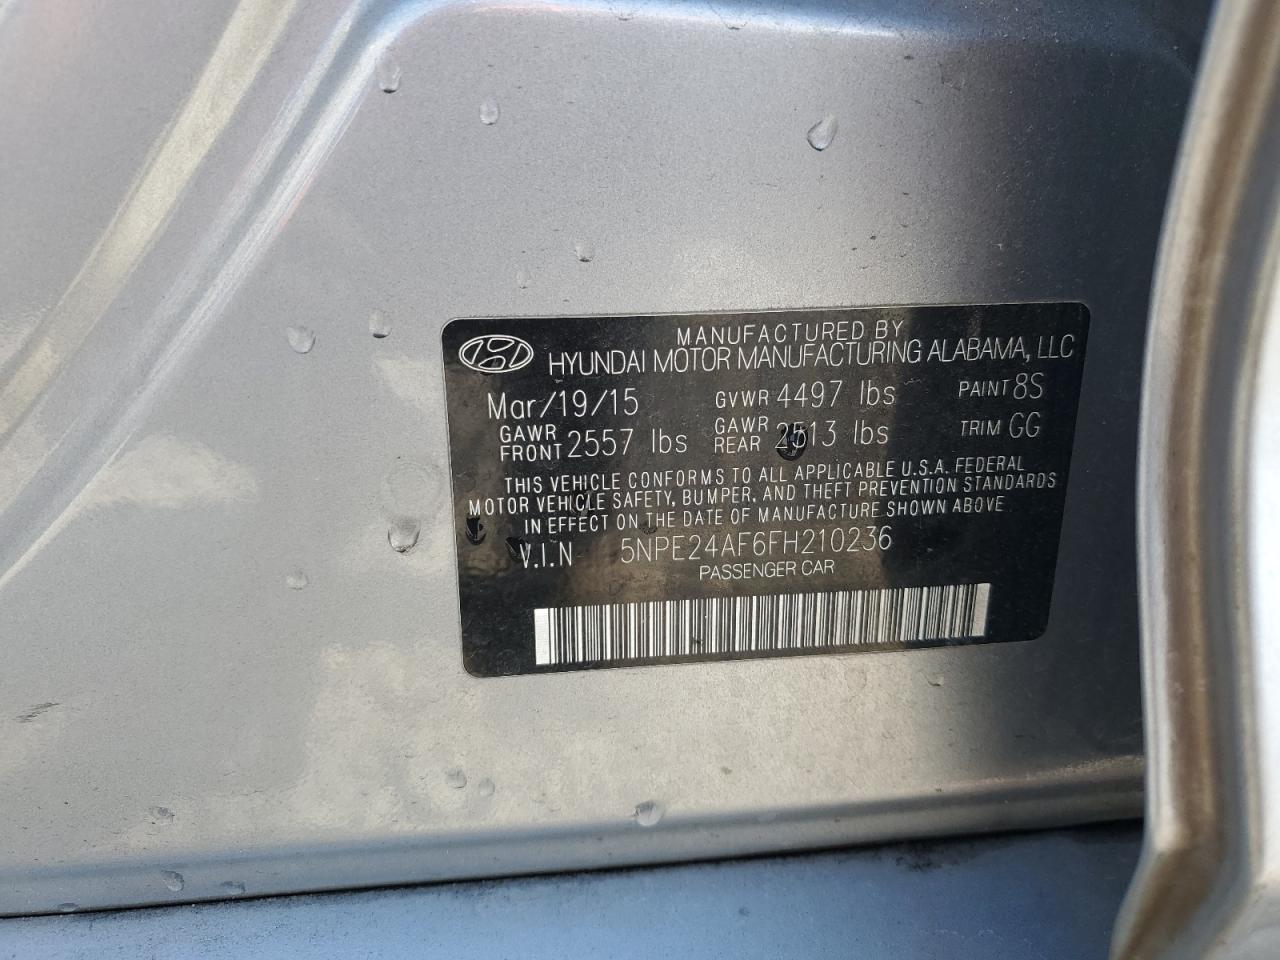 MANUFACTURED BY
HYUNDAI MOTOR MANUFACTURING ALABAMA, LLC
Mar/19/15 GVWR 4497 lbs PAINT 8S
GAWR FRONT 2557 lbs GAWR REAR 2513 lbs TRIM GG
THIS VEHICLE CONFORMS TO ALL APPLICABLE U.S.A. FEDERAL
MOTOR VEHICLE SAFETY, BUMPER, AND THEFT PREVENTION STANDARDS
IN EFFECT ON THE DATE OF MANUFACTURE SHOWN ABOVE
V.I.N 5NPE24AF6FH210236
PASSENGER CAR